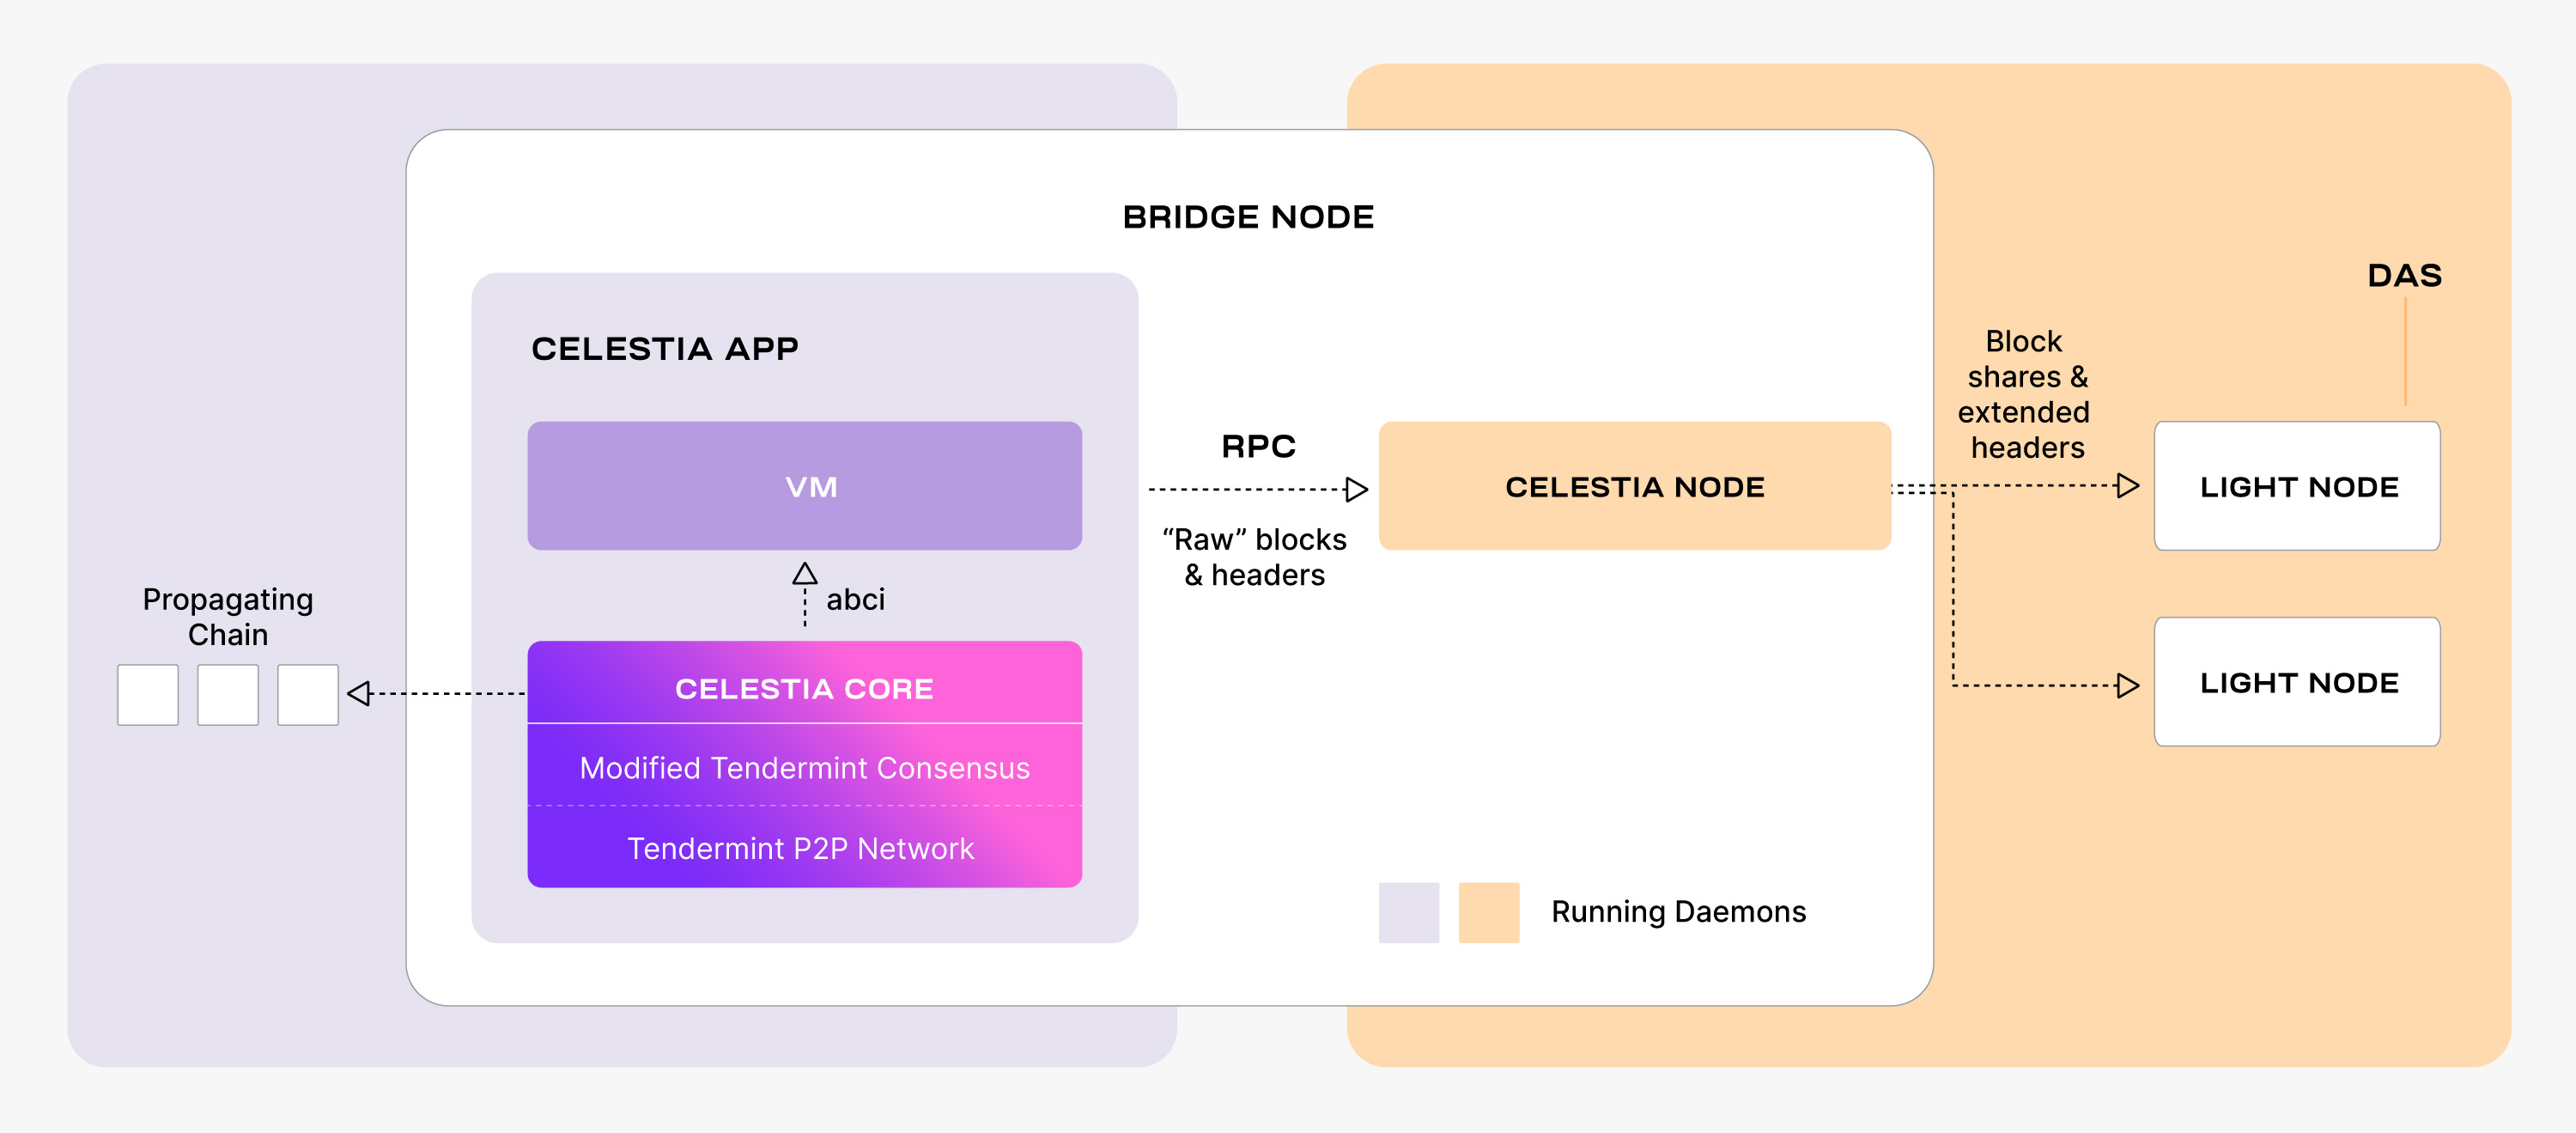 BRIDGE NODE
CELESTIA APP
VM
abci
CELESTIA CORE
Modified Tendermint Consensus
Tendermint P2P Network
Propagating
Chain
RPC
“Raw” blocks
& headers
CELESTIA NODE
Running Daemons
Block
shares &
extended
headers
DAS
LIGHT NODE
LIGHT NODE